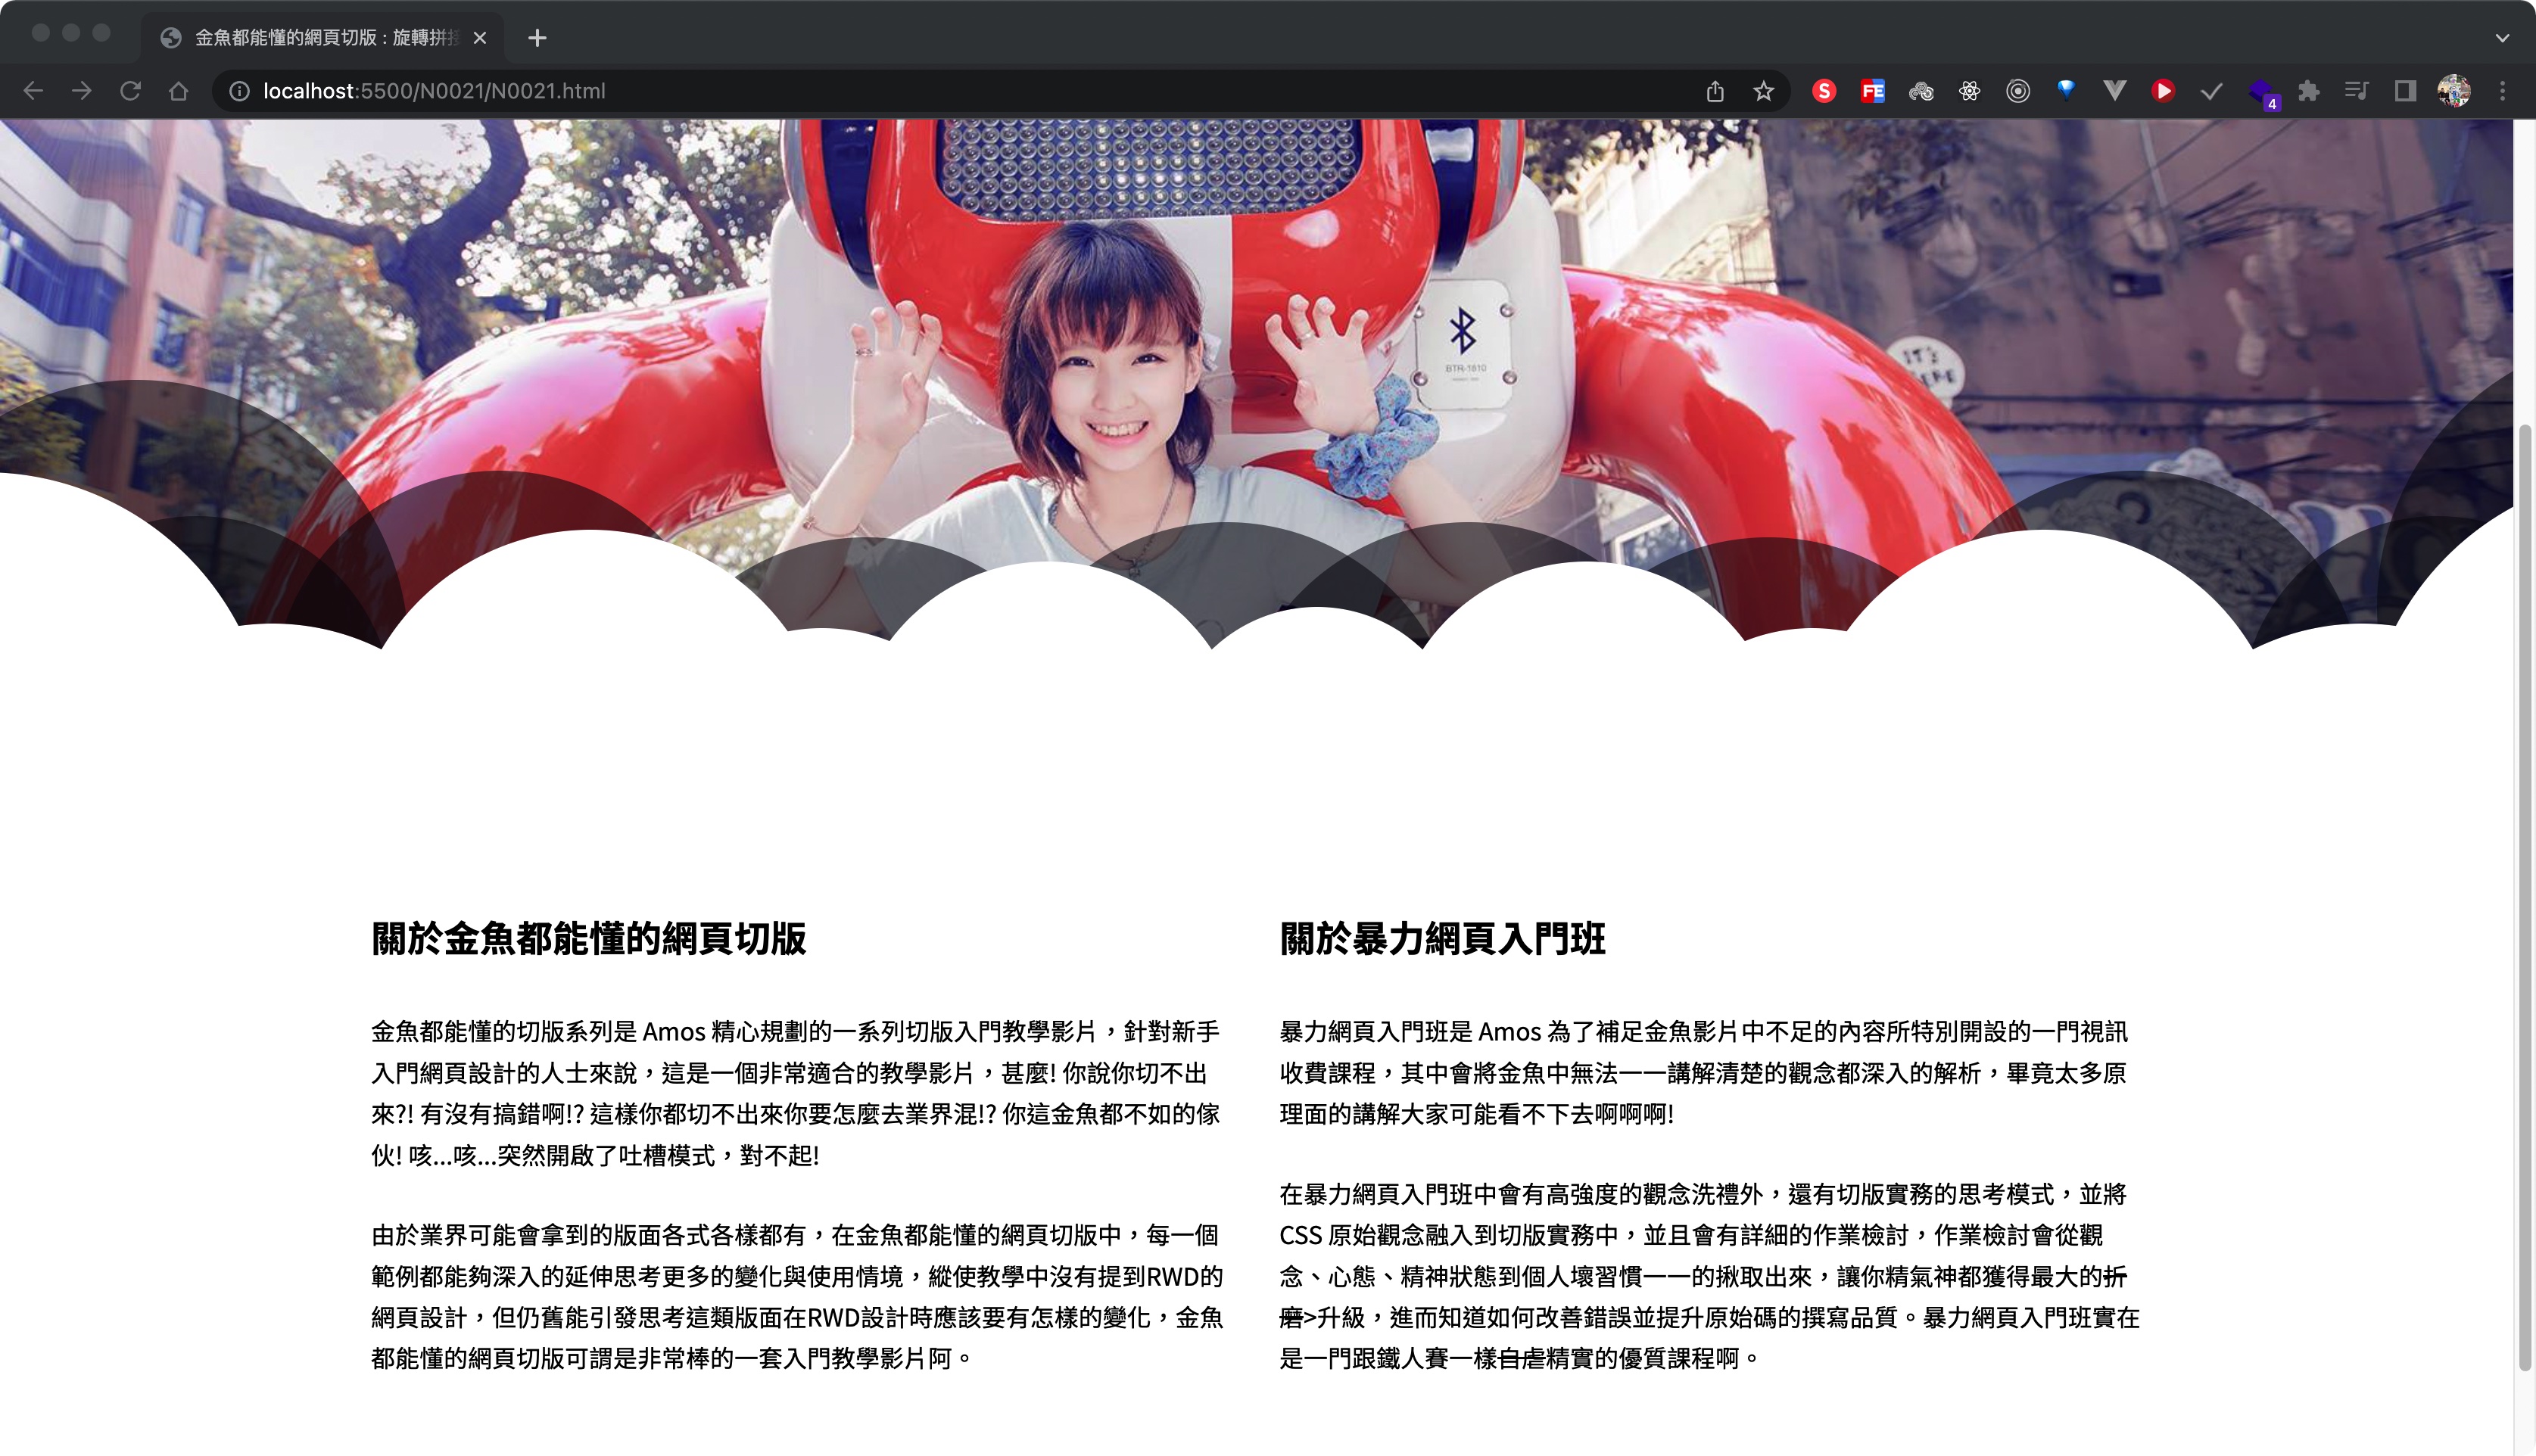 金魚都能懂的網頁切版 : 旋轉拼接
localhost:5500/N0021/N0021.html
S
FE
4
BTR-1810
IT'S
關於金魚都能懂的網頁切版
金魚都能懂的切版系列是 Amos 精心規劃的一系列切版入門教學影片，針對新手
入門網頁設計的人士來說，這是一個非常適合的教學影片，甚麼! 你說你切不出
來?! 有沒有搞錯啊!? 這樣你都切不出來你要怎麼去業界混!? 你這金魚都不如的傢
伙! 咳...咳...突然開啟了吐槽模式，對不起!
由於業界可能會拿到的版面各式各樣都有，在金魚都能懂的網頁切版中，每一個
範例都能夠深入的延伸思考更多的變化與使用情境，縱使教學中沒有提到RWD的
網頁設計，但仍舊能引發思考這類版面在RWD設計時應該要有怎樣的變化，金魚
都能懂的網頁切版可謂是非常棒的一套入門教學影片阿。
關於暴力網頁入門班
暴力網頁入門班是 Amos 為了補足金魚影片中不足的內容所特別開設的一門視訊
收費課程，其中會將金魚中無法一一講解清楚的觀念都深入的解析，畢竟太多原
理面的講解大家可能看不下去啊啊啊!
在暴力網頁入門班中會有高強度的觀念洗禮外，還有切版實務的思考模式，並將
CSS 原始觀念融入到切版實務中，並且會有詳細的作業檢討，作業檢討會從觀
念、心態、精神狀態到個人壞習慣一一的揪取出來，讓你精氣神都獲得最大的折
磨>升級，進而知道如何改善錯誤並提升原始碼的撰寫品質。暴力網頁入門班實在
是一門跟鐵人賽一樣自虐精實的優質課程啊。